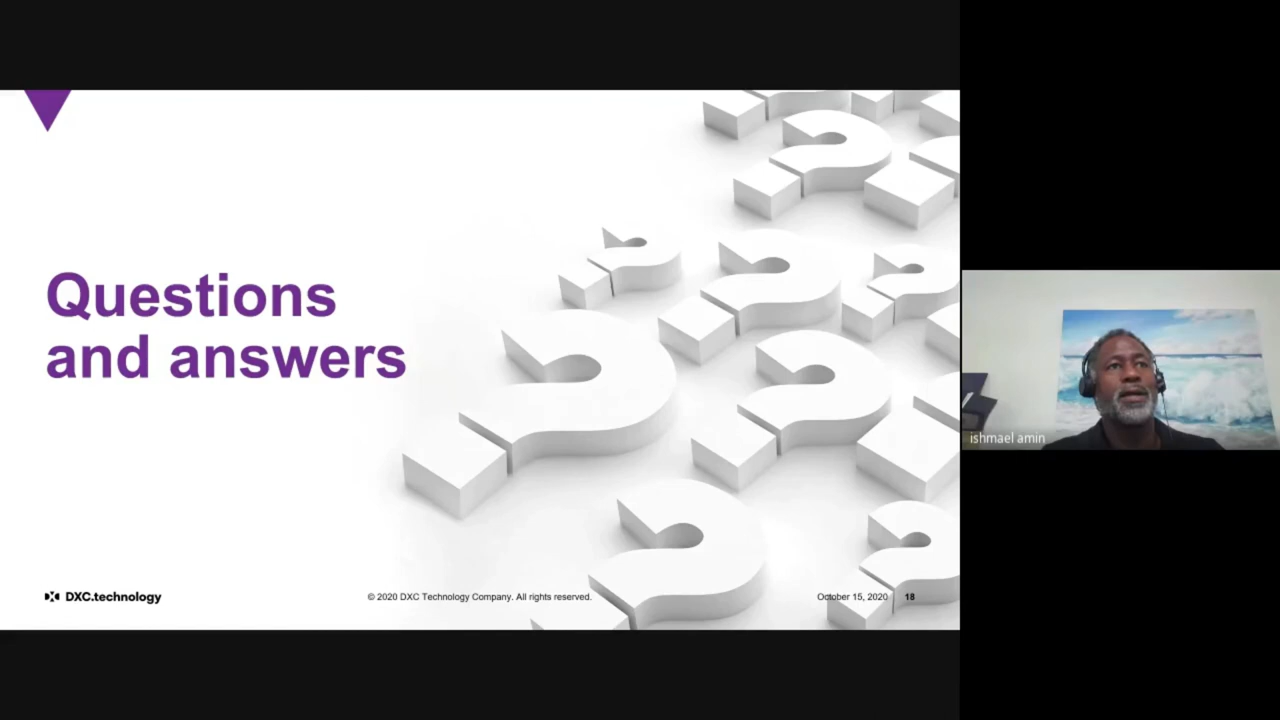 Questions
and answers
DXC.technology
© 2020 DXC Technology Company. All rights reserved.
October 15, 2020
18
ishmael amin